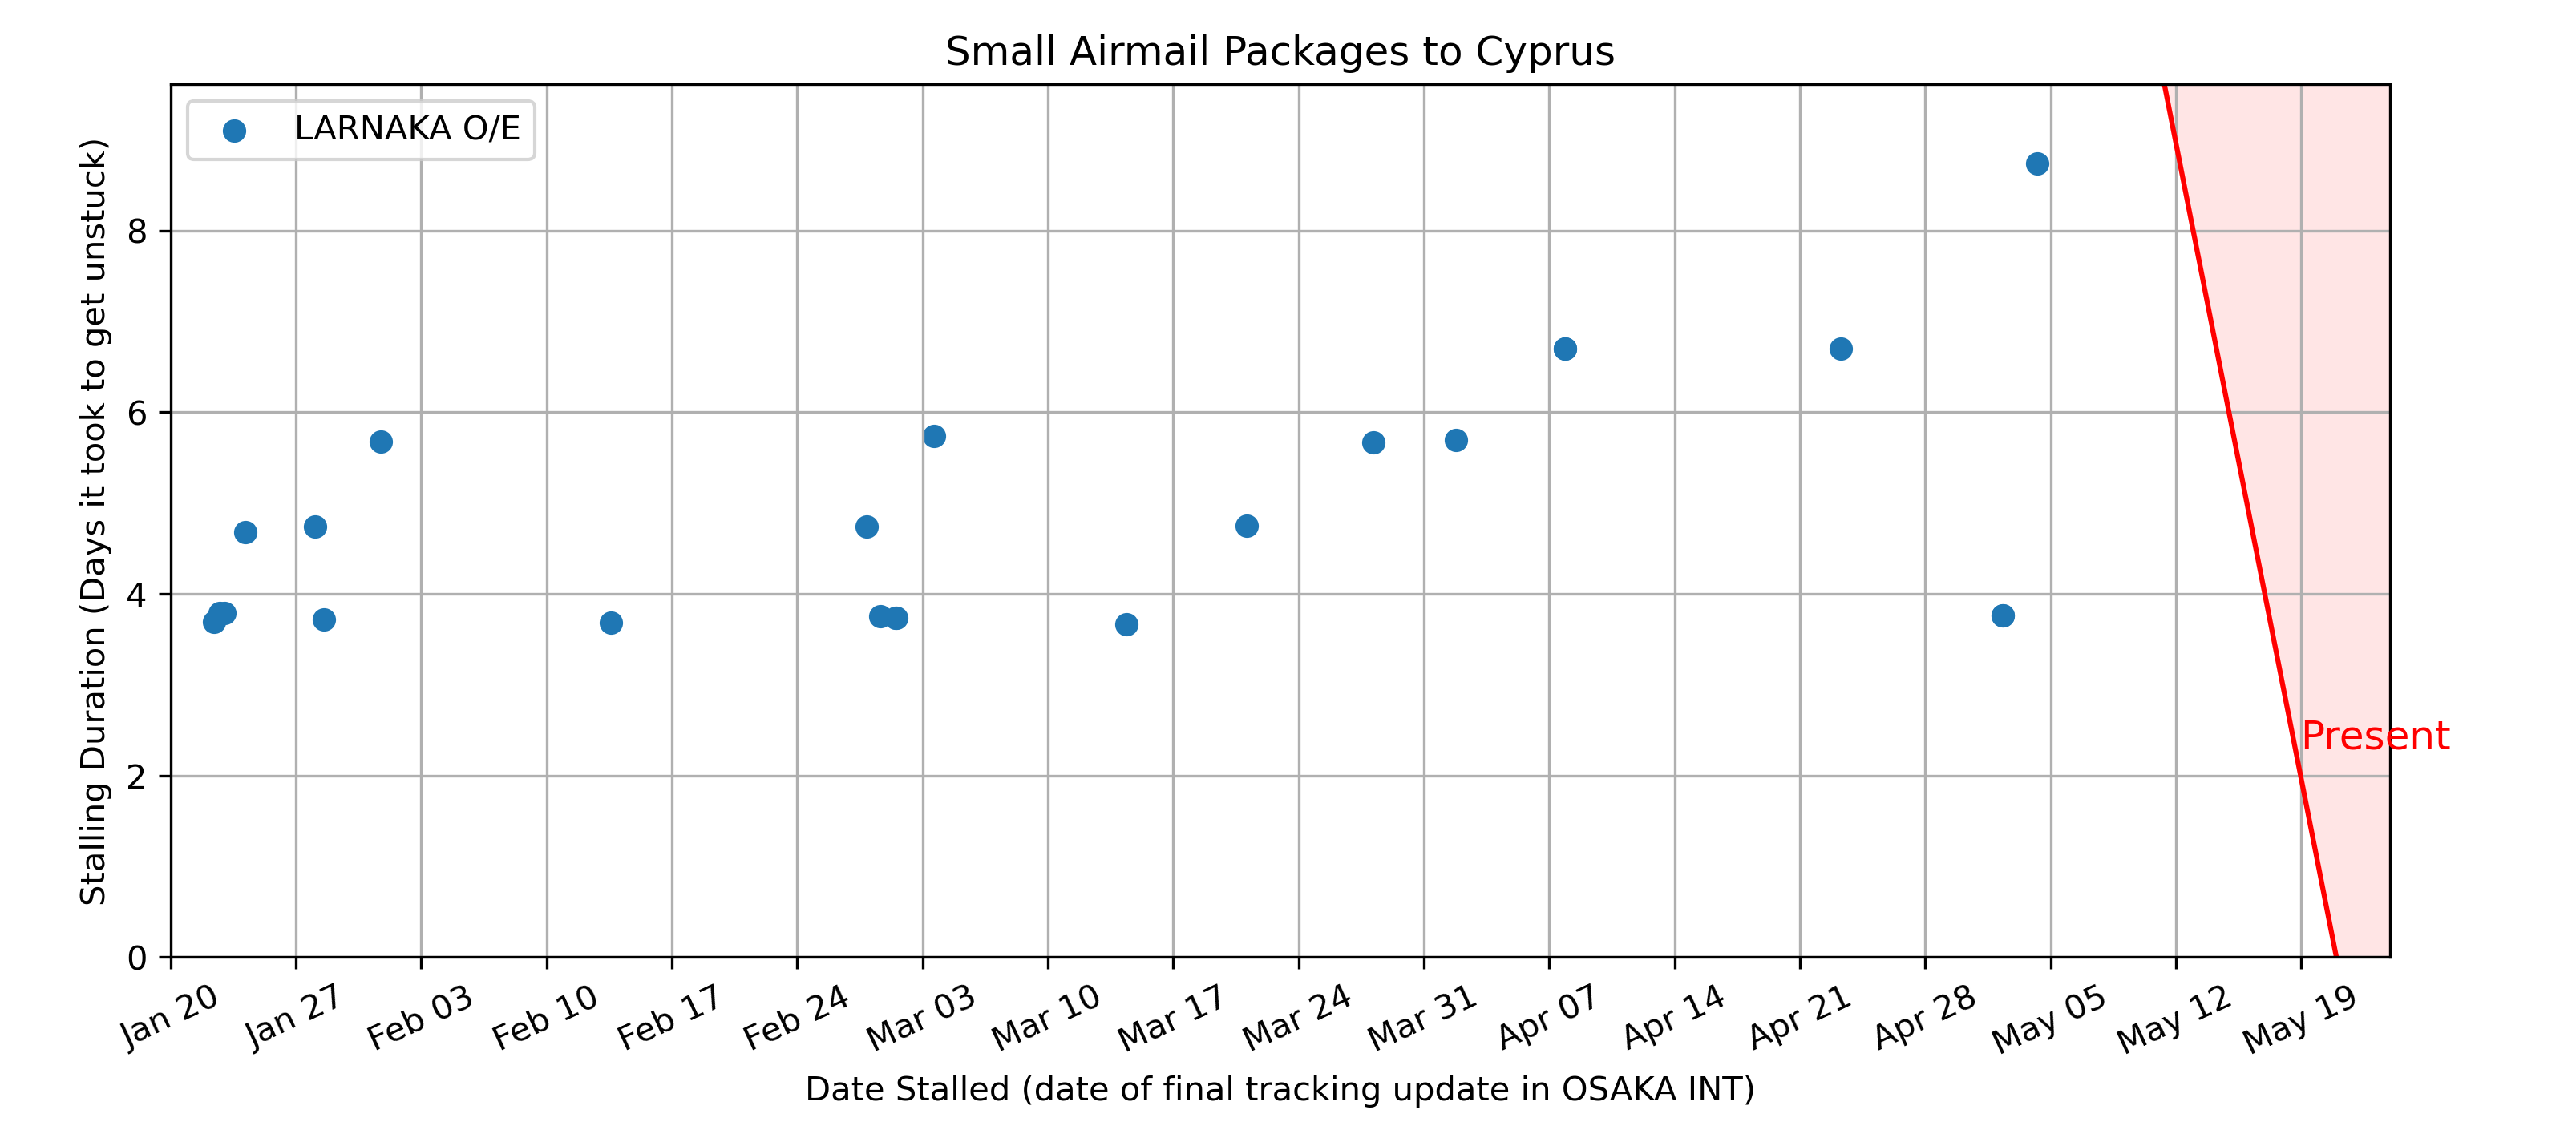 Small Airmail Packages to Cyprus
LARNAKA O/E
Stalling Duration (Days it took to get unstuck)
8
6
4
2
0
Present
Jan 20
Jan 27
Feb 03
Feb 10
Feb 17
Feb 24
Mar 03
Mar 10
Mar 17
Mar 24
Mar 31
Apr 07
Apr 14
Apr 21
Apr 28
May 05
May 12
May 19
Date Stalled (date of final tracking update in OSAKA INT)